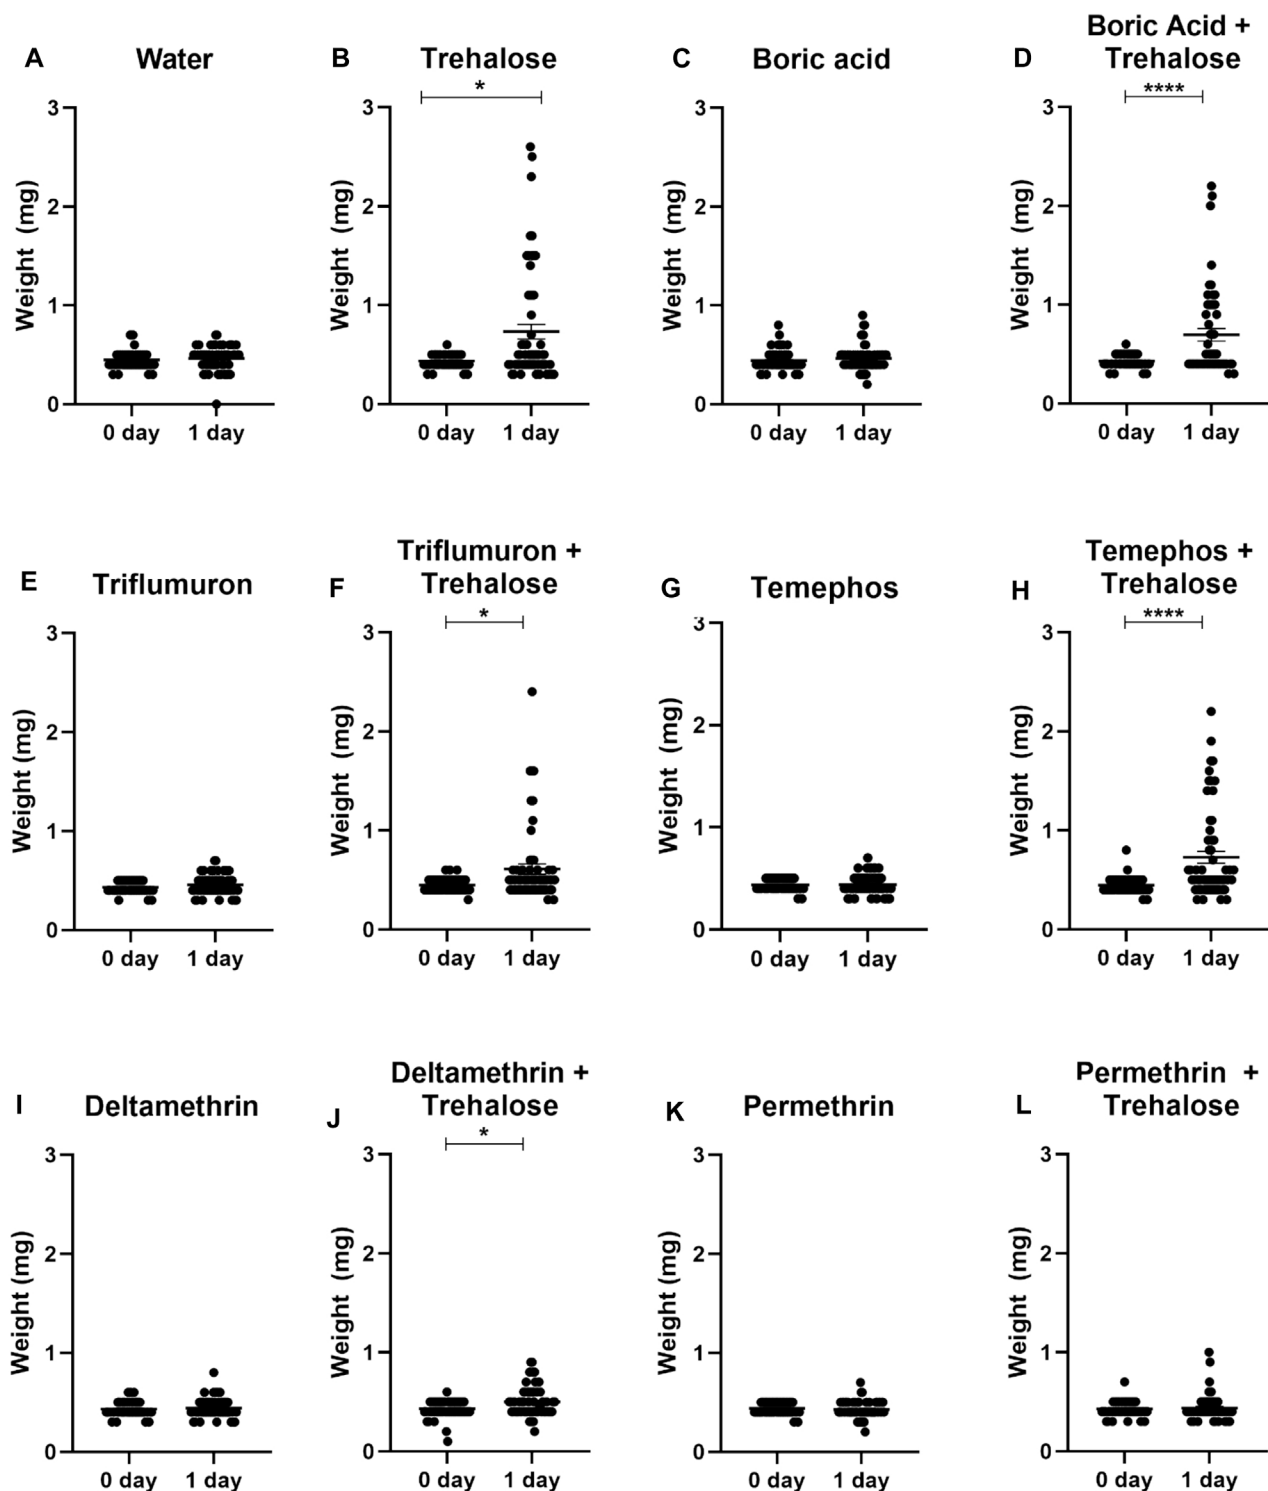 A
Water
B
Trehalose
*
C
Boric acid
D
Boric Acid +
Trehalose
****
Weight (mg)
3
2
1
0
0 day
1 day
Weight (mg)
3
2
1
0
0 day
1 day
Weight (mg)
3
2
1
0
0 day
1 day
Weight (mg)
3
2
1
0
0 day
1 day
E
Triflumuron
F
Triflumuron +
Trehalose
*
G
Temephos
H
Temephos +
Trehalose
****
Weight (mg)
3
2
1
0
0 day
1 day
Weight (mg)
3
2
1
0
0 day
1 day
Weight (mg)
3
2
1
0
0 day
1 day
Weight (mg)
3
2
1
0
0 day
1 day
I
Deltamethrin
J
Deltamethrin +
Trehalose
*
K
Permethrin
L
Permethrin +
Trehalose
Weight (mg)
3
2
1
0
0 day
1 day
Weight (mg)
3
2
1
0
0 day
1 day
Weight (mg)
3
2
1
0
0 day
1 day
Weight (mg)
3
2
1
0
0 day
1 day